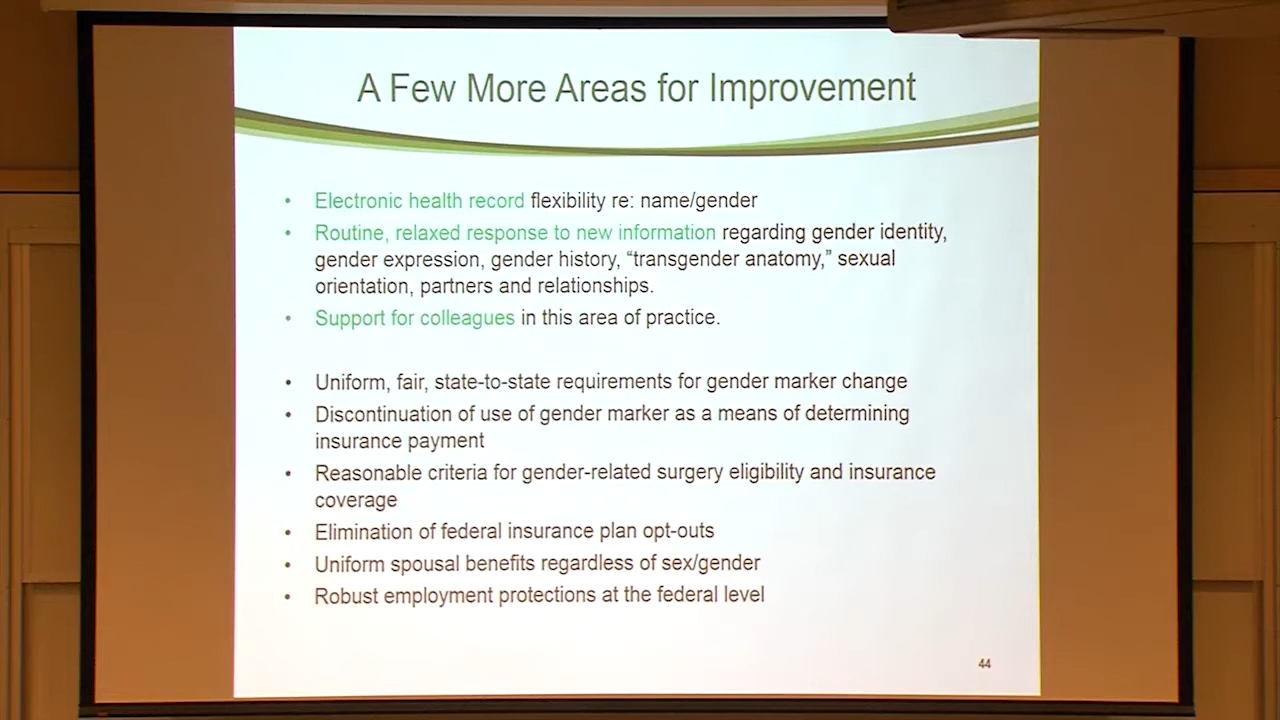 A Few More Areas for Improvement
• Electronic health record flexibility re: name/gender
• Routine, relaxed response to new information regarding gender identity,
gender expression, gender history, “transgender anatomy,” sexual
orientation, partners and relationships.
• Support for colleagues in this area of practice.
• Uniform, fair, state-to-state requirements for gender marker change
• Discontinuation of use of gender marker as a means of determining
insurance payment
• Reasonable criteria for gender-related surgery eligibility and insurance
coverage
• Elimination of federal insurance plan opt-outs
• Uniform spousal benefits regardless of sex/gender
• Robust employment protections at the federal level
44